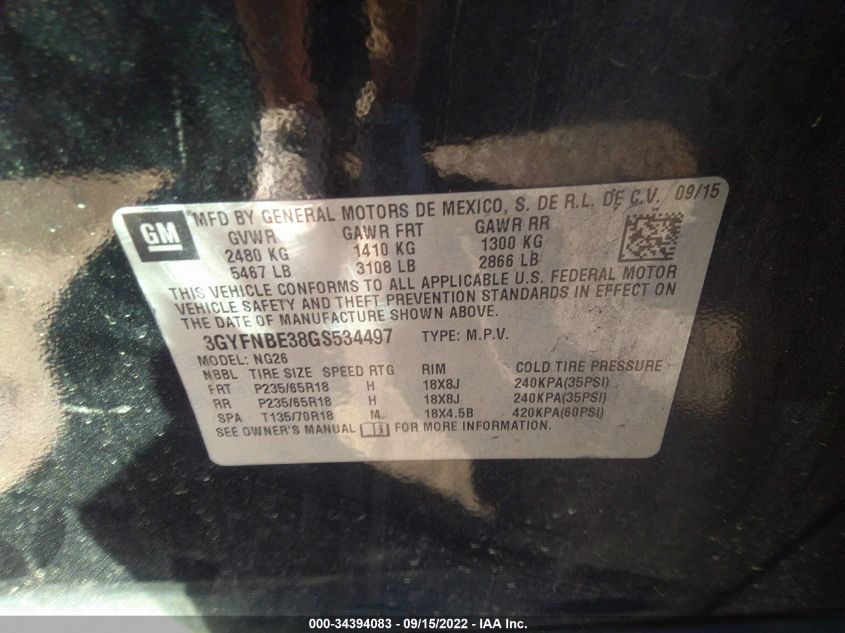 GM
MFD BY GENERAL MOTORS DE MEXICO, S. DE R.L. DE C.V. 09/15
GVWR GAWR FRT GAWR RR
2480 KG 1410 KG 1300 KG
5467 LB 3108 LB 2866 LB
THIS VEHICLE CONFORMS TO ALL APPLICABLE U.S. FEDERAL MOTOR
VEHICLE SAFETY AND THEFT PREVENTION STANDARDS IN EFFECT ON
THE DATE OF MANUFACTURE SHOWN ABOVE.
3GYFNBE38GS534497 TYPE: M.P.V.
MODEL: NG26
N8BL TIRE SIZE SPEED RTG RIM COLD TIRE PRESSURE
FRT P235/65R18 H 18X8J 240KPA(35PSI)
RR P235/65R18 H 18X8J 240KPA(35PSI)
SPA T135/70R18 M 18X4.5B 420KPA(60PSI)
SEE OWNER'S MANUAL FOR MORE INFORMATION.
000-34394083 - 09/15/2022 - IAA Inc.